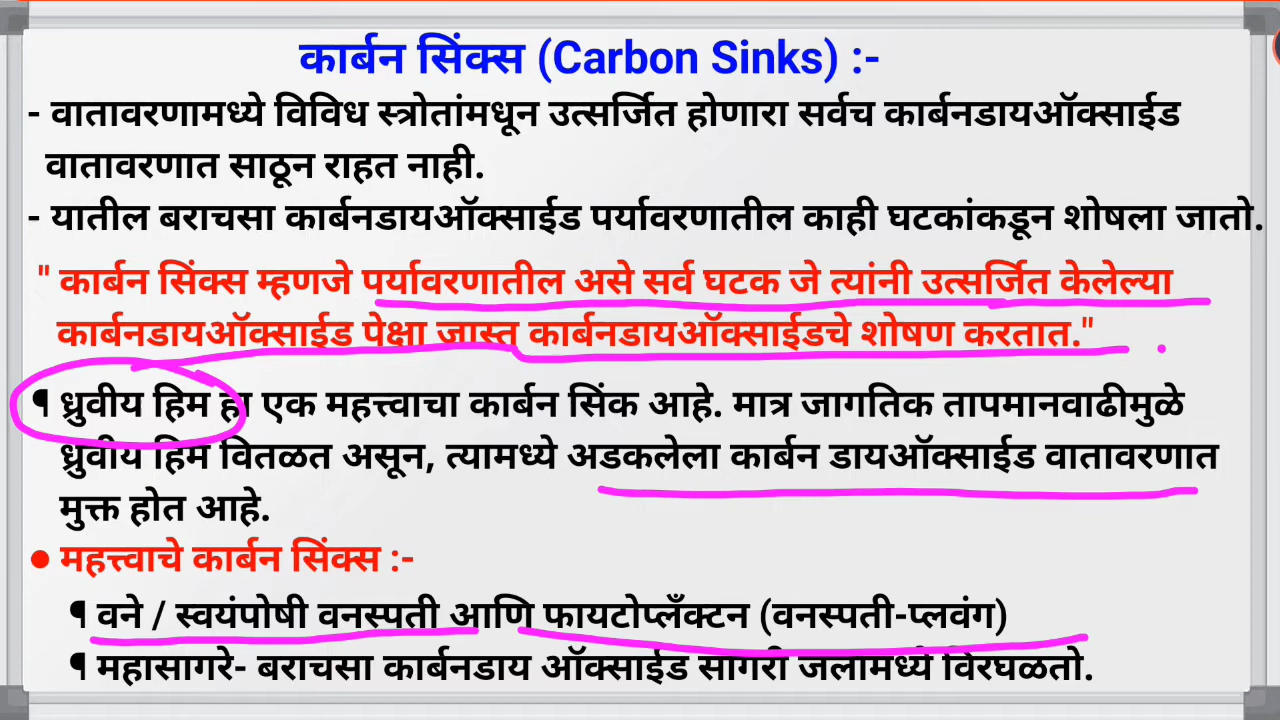 कार्बन सिंक्स (Carbon Sinks) :-
- वातावरणामध्ये विविध स्त्रोतांमधून उत्सर्जित होणारा सर्वच कार्बनडायऑक्साईड
वातावरणात साठून राहत नाही.
- यातील बराचसा कार्बनडायऑक्साईड पर्यावरणातील काही घटकांकडून शोषला जातो.
" कार्बन सिंक्स म्हणजे पर्यावरणातील असे सर्व घटक जे त्यांनी उत्सर्जित केलेल्या
कार्बनडायऑक्साईड पेक्षा जास्त कार्बनडायऑक्साईडचे शोषण करतात."
¶ ध्रुवीय हिम हा एक महत्त्वाचा कार्बन सिंक आहे. मात्र जागतिक तापमानवाढीमुळे
ध्रुवीय हिम वितळत असून, त्यामध्ये अडकलेला कार्बन डायऑक्साईड वातावरणात
मुक्त होत आहे.
● महत्त्वाचे कार्बन सिंक्स :-
¶ वने / स्वयंपोषी वनस्पती आणि फायटोप्लँक्टन (वनस्पती-प्लवंग)
¶ महासागरे- बराचसा कार्बनडाय ऑक्साईड सागरी जलामध्ये विरघळतो.